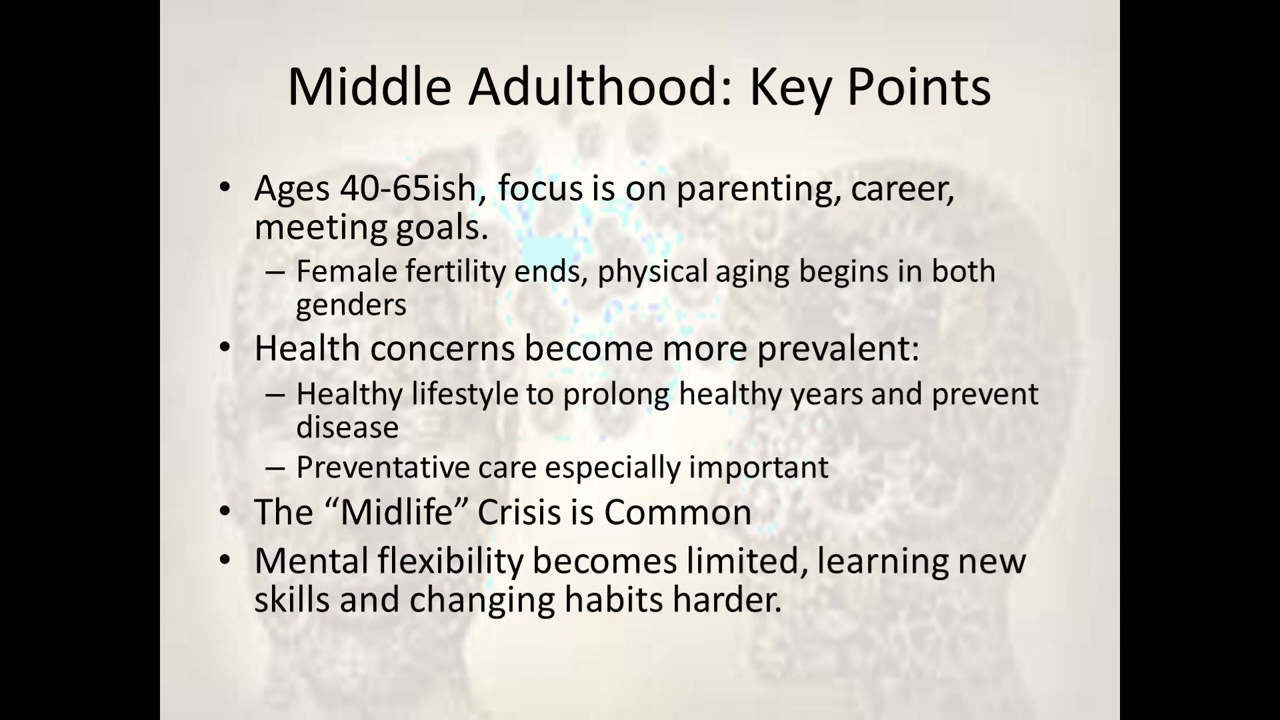 Middle Adulthood: Key Points
• Ages 40-65ish, focus is on parenting, career,
meeting goals.
– Female fertility ends, physical aging begins in both
genders
• Health concerns become more prevalent:
– Healthy lifestyle to prolong healthy years and prevent
disease
– Preventative care especially important
• The “Midlife” Crisis is Common
• Mental flexibility becomes limited, learning new
skills and changing habits harder.